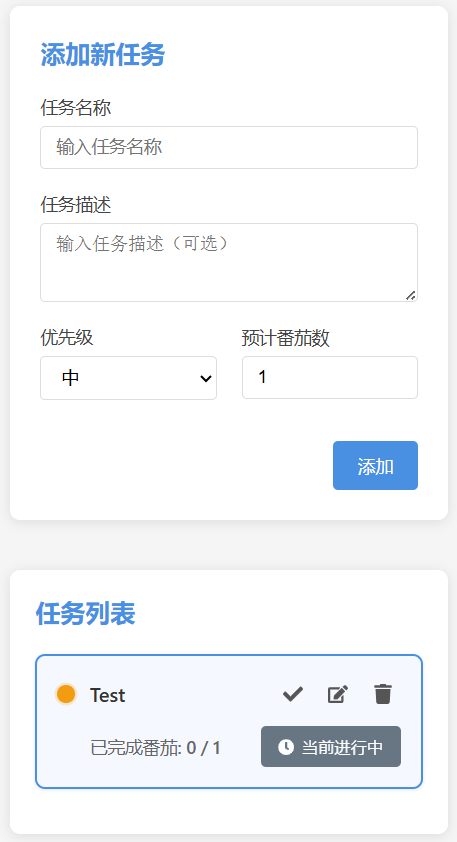 添加新任务
任务名称
输入任务名称
任务描述
输入任务描述（可选）
优先级
预计番茄数
中
1
添加
任务列表
Test
已完成番茄: 0 / 1
当前进行中